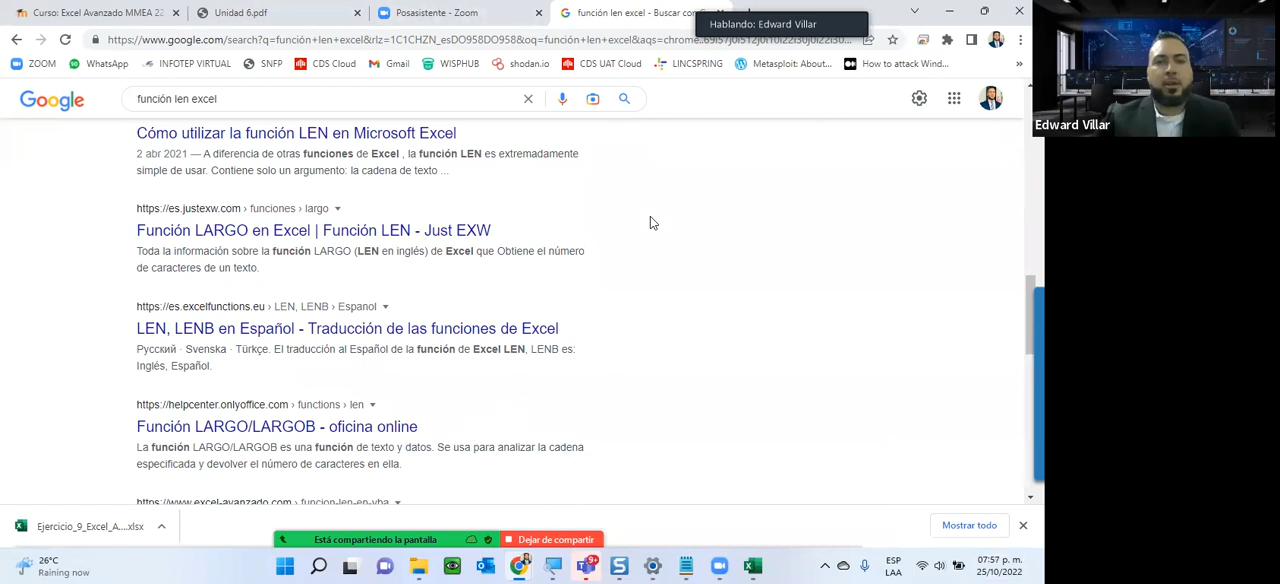 Curso: Excel Avanzado MMEA 22
Unidad 6.pdf
Posasistente - Zoom
función len excel - Buscar con
Hablando: Edward Villar
https://www.google.com/search?q=función+len+excel&rlz=1C1CHZN_esDO958DO958&oq=función+len+excel&aqs=chrome..
ZOOM
WhatsApp
INFOTEP VIRTUAL
SNFP
CDS Cloud
Gmail
WISPHUB
shodan.io
CDS UAT Cloud
LINCSPRING
Metasploit: About...
How to attack Wind...
Google
función len excel
Edward Villar
Cómo utilizar la función LEN en Microsoft Excel
2 abr 2021 — A diferencia de otras funciones de Excel , la función LEN es extremadamente
simple de usar. Contiene solo un argumento: la cadena de texto ...
https://es.justexw.com › funciones › largo
Función LARGO en Excel | Función LEN - Just EXW
Toda la información sobre la función LARGO (LEN en inglés) de Excel que Obtiene el número
de caracteres de un texto.
https://es.excelfunctions.eu › LEN, LENB › Espanol
LEN, LENB en Español - Traducción de las funciones de Excel
Русский · Svenska · Türkçe. El traducción al Español de la función de Excel LEN, LENB es:
Inglés, Español.
https://helpcenter.onlyoffice.com › functions › len
Función LARGO/LARGOB - oficina online
La función LARGO/LARGOB es una función de texto y datos. Se usa para analizar la cadena
especificada y devolver el número de caracteres en ella.
https://www.excel-avanzado.com › funcion-len-en-vba
Ejercicio_9_Excel_A....xlsx
Mostrar todo
Está compartiendo la pantalla
Dejar de compartir
26°C
Raining now
ESP
LAA
07:57 p. m.
25/10/2022